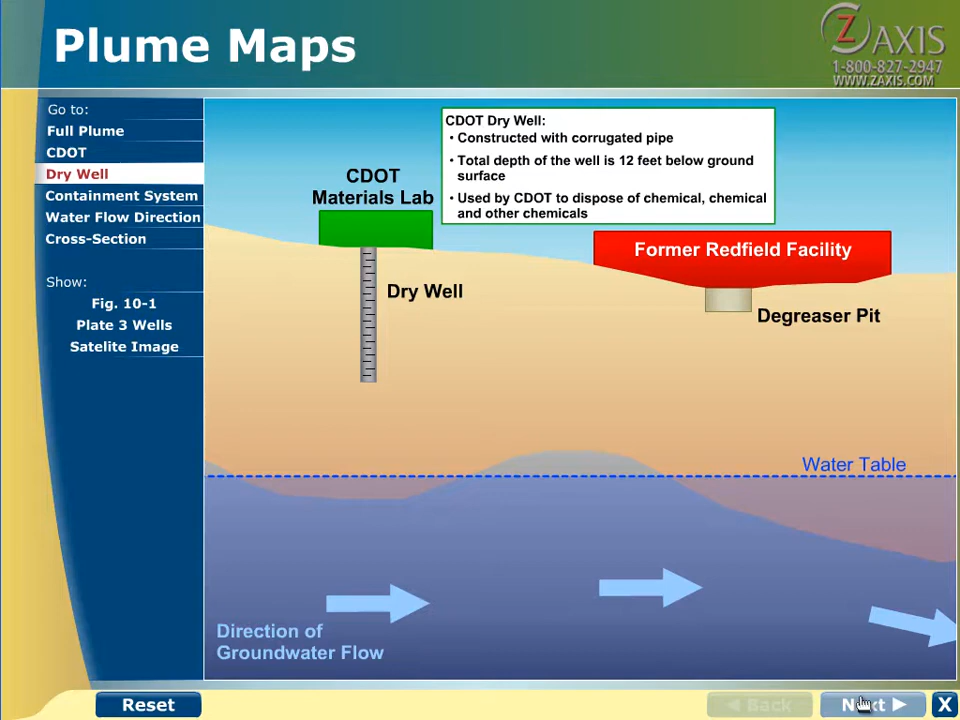 Plume Maps
ZAXIS
1-800-827-2947
WWW.ZAXIS.COM
Go to:
Full Plume
CDOT
Dry Well
Containment System
Water Flow Direction
Cross-Section
Show:
Fig. 10-1
Plate 3 Wells
Satelite Image
CDOT Dry Well:
• Constructed with corrugated pipe
• Total depth of the well is 12 feet below ground
surface
• Used by CDOT to dispose of chemical, chemical
and other chemicals
CDOT
Materials Lab
Former Redfield Facility
Dry Well
Degreaser Pit
Water Table
Direction of
Groundwater Flow
Reset
Back
Next
X